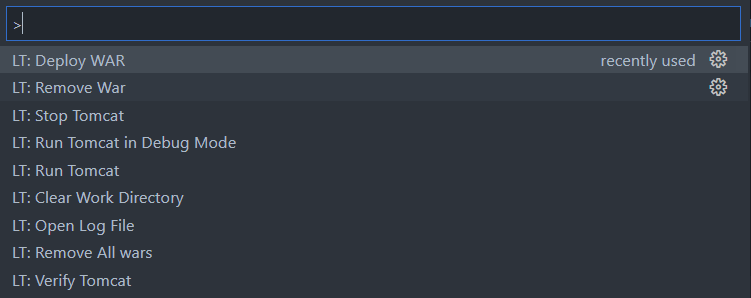 >
LT: Deploy WAR recently used
LT: Remove War
LT: Stop Tomcat
LT: Run Tomcat in Debug Mode
LT: Run Tomcat
LT: Clear Work Directory
LT: Open Log File
LT: Remove All wars
LT: Verify Tomcat